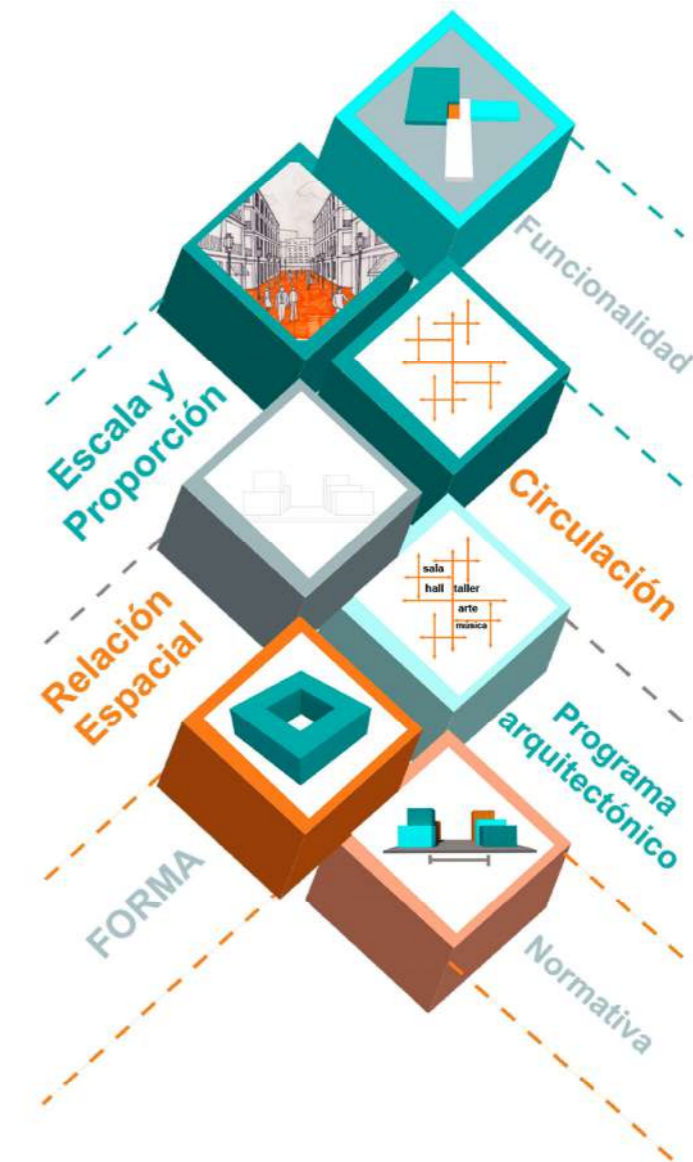 Funcionalidad
Escala y
Proporción
Circulación
sala
hall taller
arte
música
Relación
Espacial
Programa
arquitectónico
FORMA
Normativa